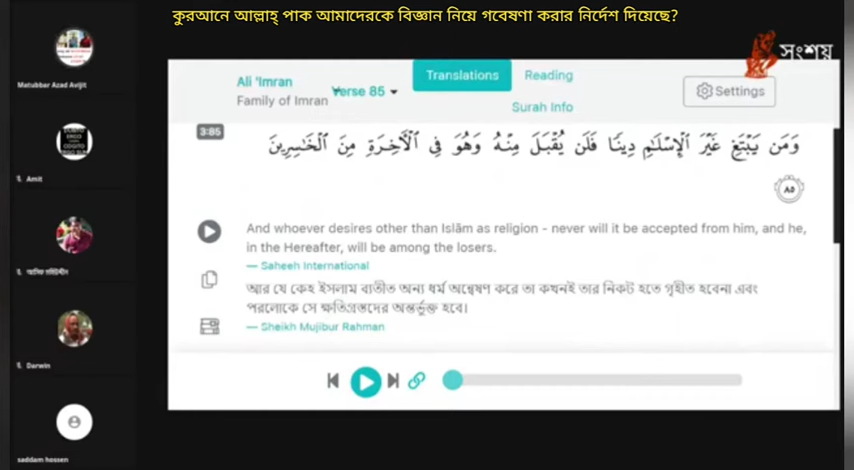 কুরআনে আল্লাহ্ পাক আমাদেরকে বিজ্ঞান নিয়ে গবেষণা করার নির্দেশ দিয়েছে?
সংশয়
Matubbar Azad Avijit
Amit
Darwin
saddam hossen
Ali 'Imran
Family of Imran
Verse 85
Translations
Reading
Surah Info
Settings
3:85
وَمَن يَبْتَغِ غَيْرَ ٱلْإِسْلَـٰمِ دِينًا فَلَن يُقْبَلَ مِنْهُ وَهُوَ فِى ٱلْـَٔاخِرَةِ مِنَ ٱلْخَـٰسِرِينَ
٨٥
And whoever desires other than Islām as religion - never will it be accepted from him, and he,
in the Hereafter, will be among the losers.
— Saheeh International
আর যে কেহ ইসলাম ব্যতীত অন্য ধর্ম অন্বেষণ করে তা কখনই তার নিকট হতে গৃহীত হবেনা এবং
পরলোকে সে ক্ষতিগ্রস্তদের অন্তর্ভুক্ত হবে।
— Sheikh Mujibur Rahman